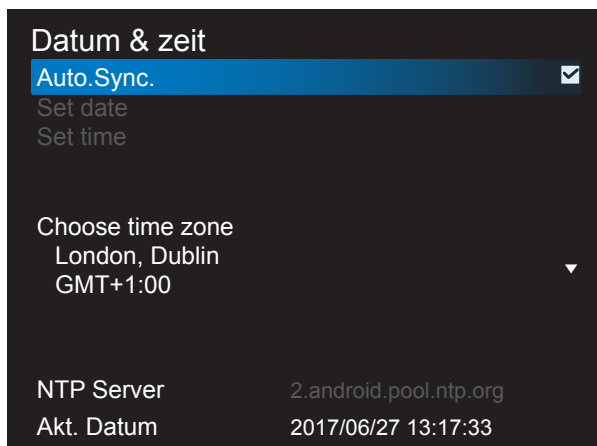 Datum & zeit
Auto.Sync.
Set date
Set time
Choose time zone
London, Dublin
GMT+1:00
NTP Server 2.android.pool.ntp.org
Akt. Datum 2017/06/27 13:17:33